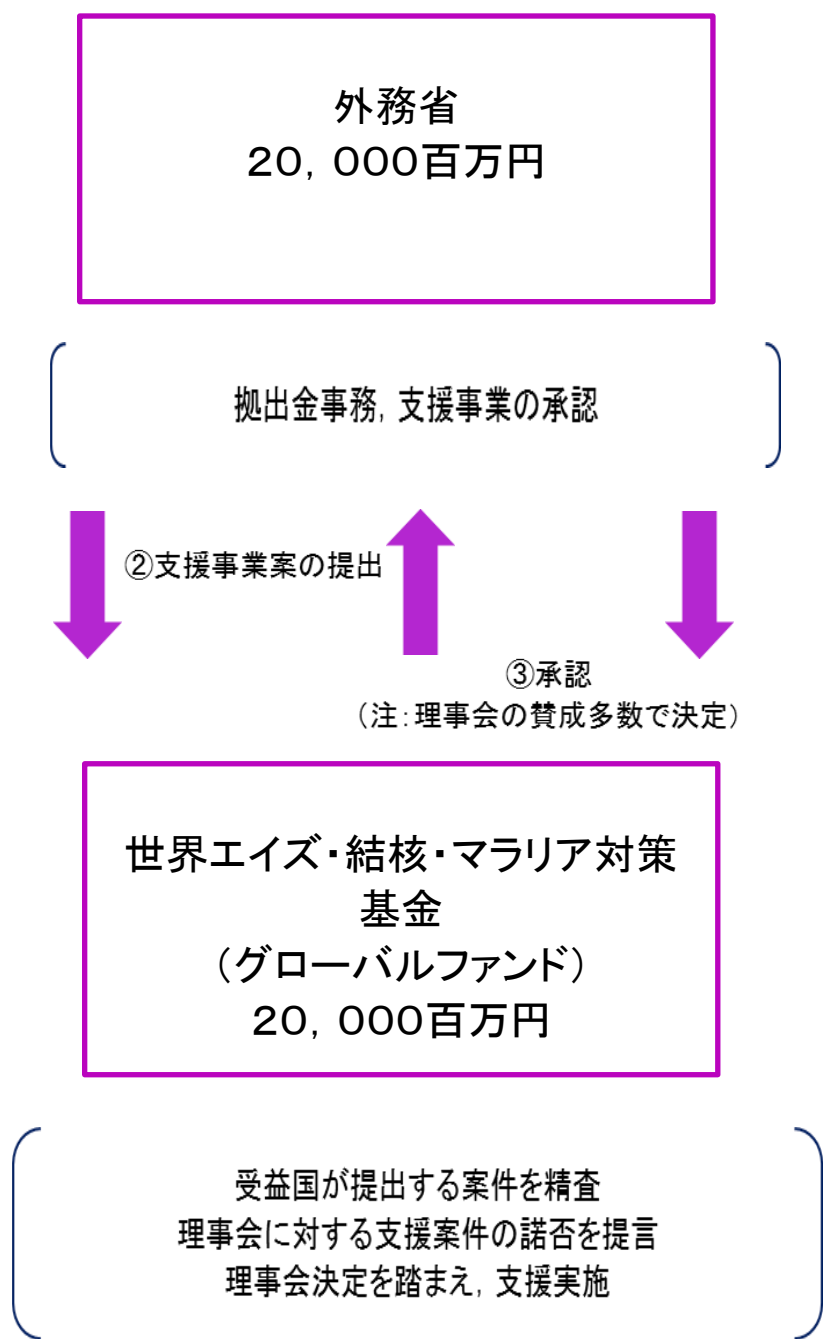 外務省
２０，０００百万円
拠出金事務，支援事業の承認
②支援事業案の提出
③承認
（注：理事会の賛成多数で決定）
世界エイズ・結核・マラリア対策
基金
（グローバルファンド）
２０，０００百万円
受益国が提出する案件を精査
理事会に対する支援案件の諾否を提言
理事会決定を踏まえ，支援実施